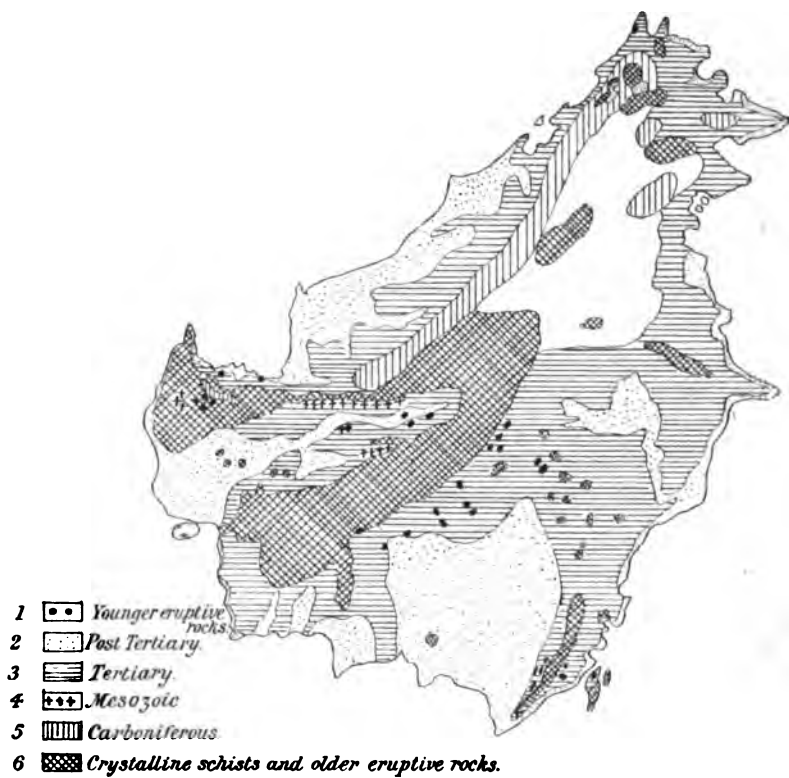 1 Younger eruptive
rocks.
2 Post Tertiary.
3 Tertiary.
4 Mesozoic
5 Carboniferous
6 Crystalline schists and older eruptive rocks.